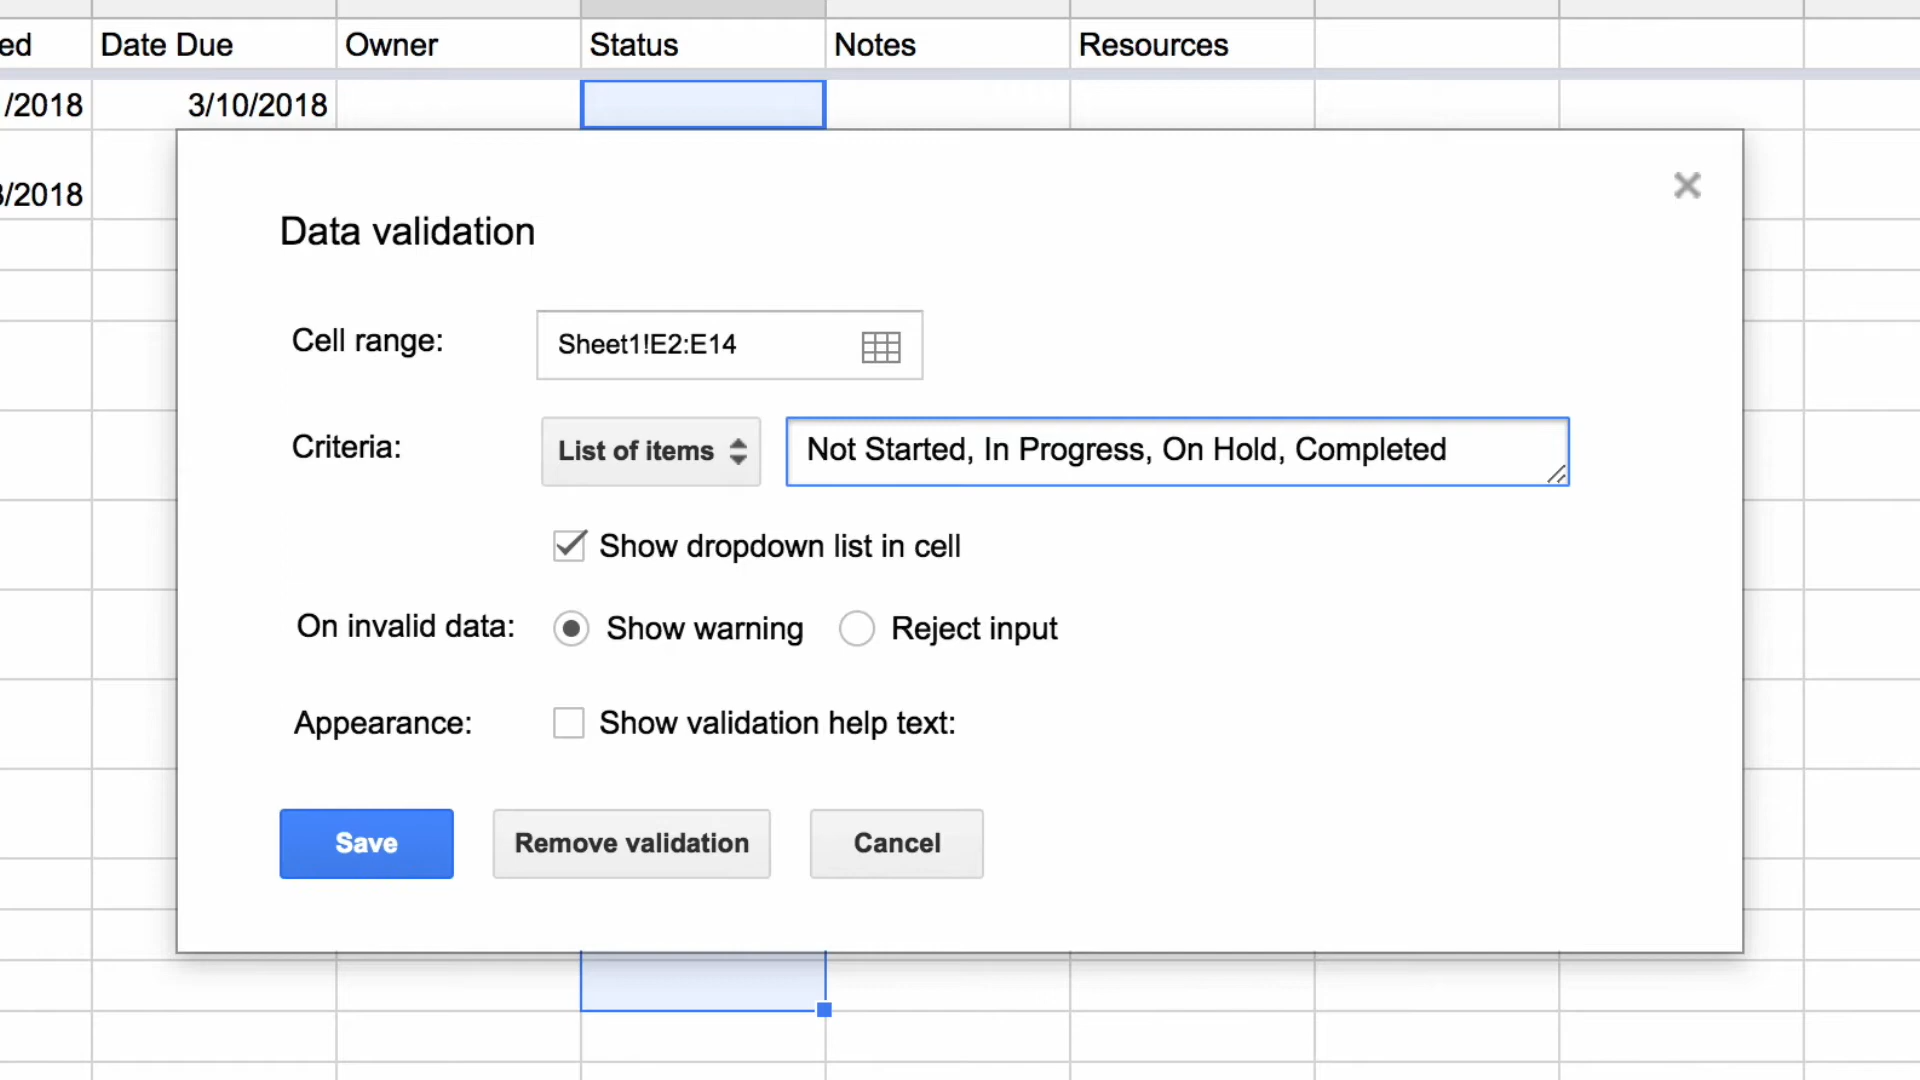 ed Date Due Owner Status Notes Resources
/2018 3/10/2018
/2018
Data validation
Cell range: Sheet1!E2:E14
Criteria: List of items Not Started, In Progress, On Hold, Completed
Show dropdown list in cell
On invalid data: Show warning Reject input
Appearance: Show validation help text:
Save Remove validation Cancel